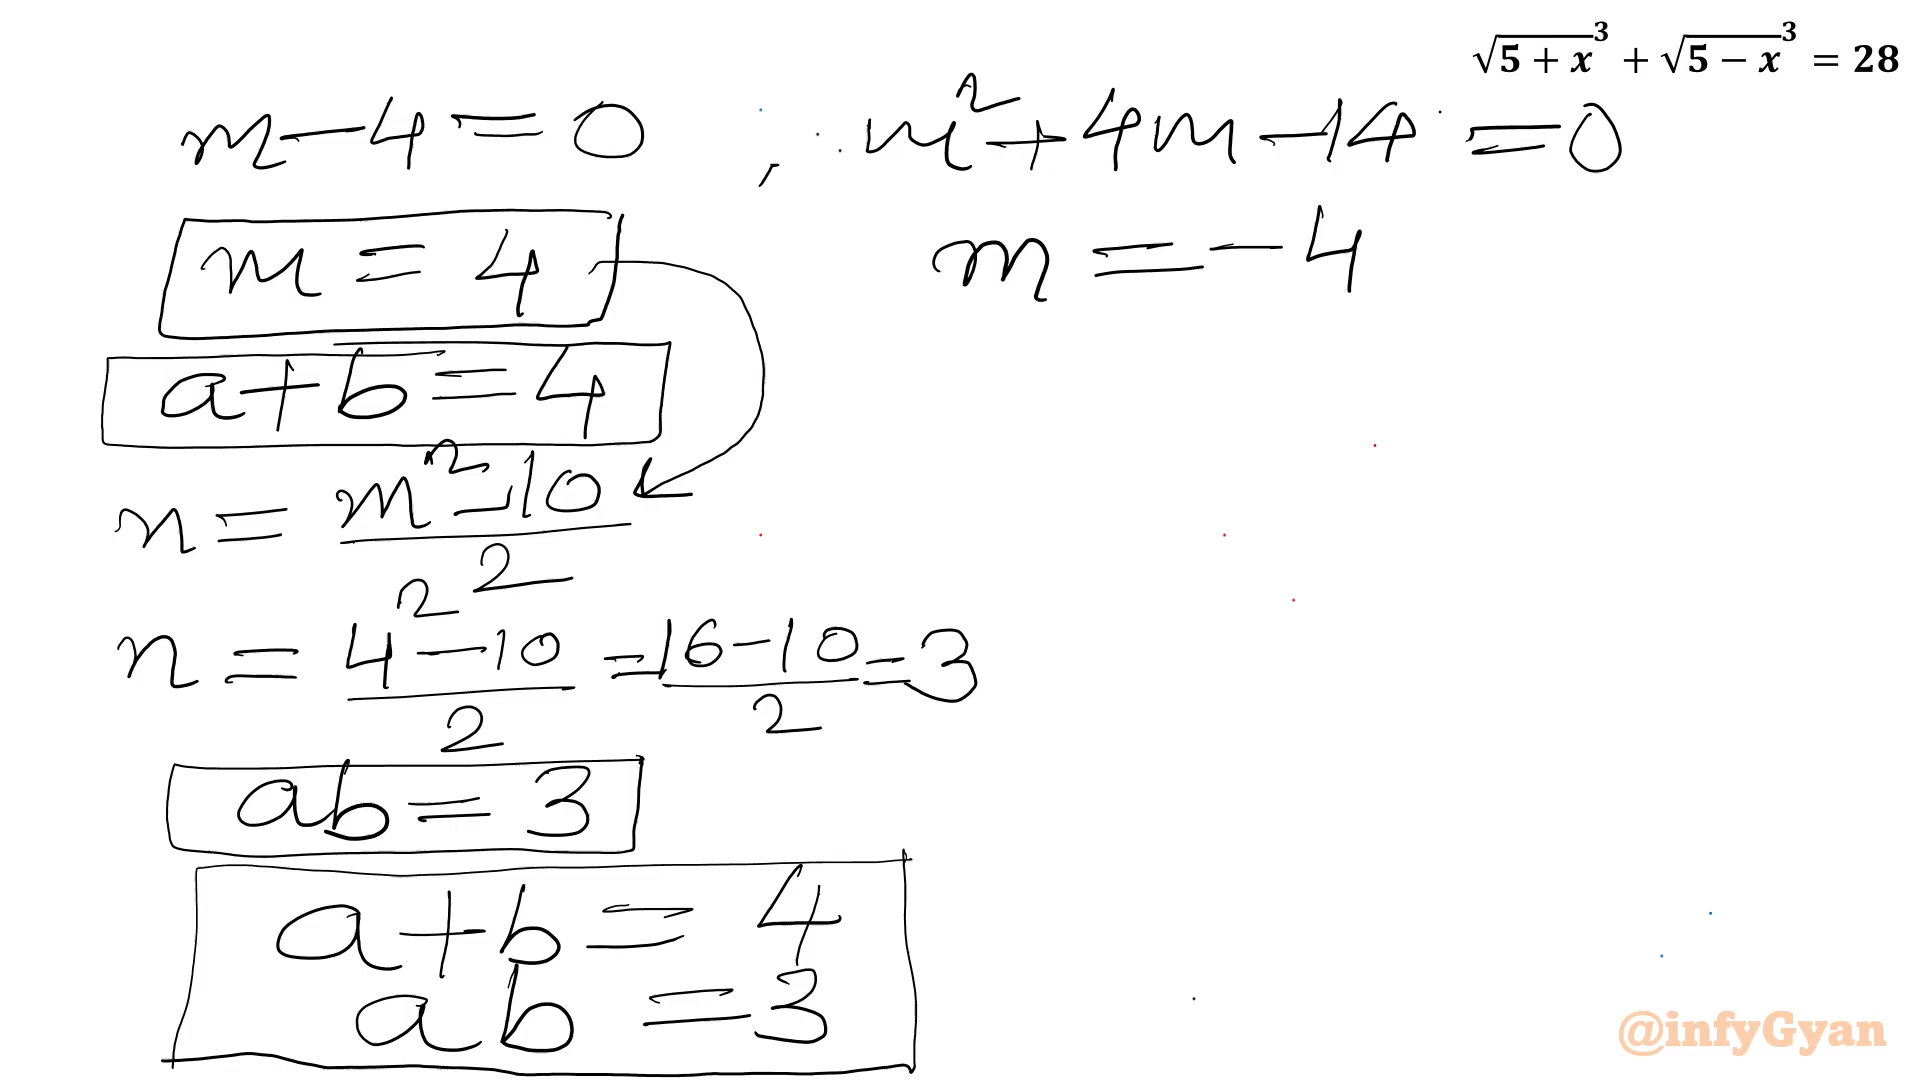 √5 + x³ + √5 − x³ = 28
m − 4 = 0 , m² + 4m − 14 = 0
m = 4 m = − 4
a + b = 4
n = m² − 10 / 2
n = 4² − 10 / 2 = 16 − 10 / 2 = 3
ab = 3
a + b = 4
ab = 3
@infyGyan